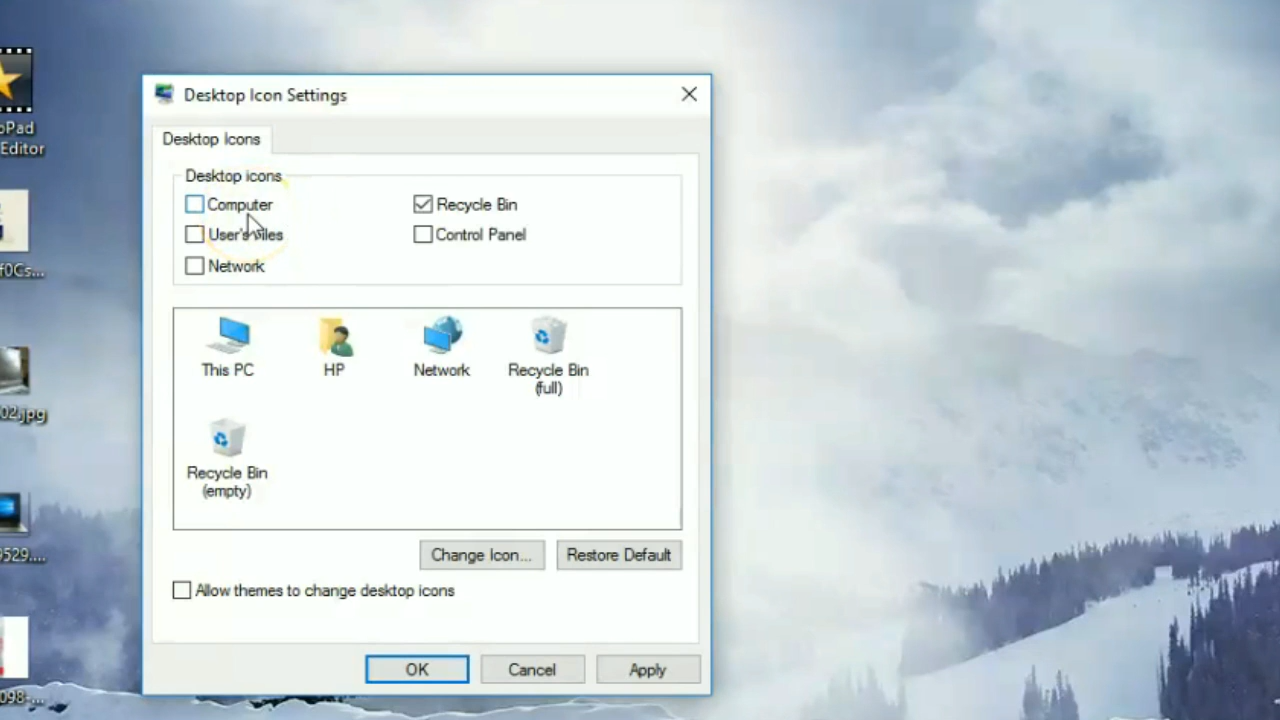 Desktop Icon Settings
Desktop Icons
Desktop icons
Computer
Recycle Bin
User's Files
Control Panel
Network
This PC
HP
Network
Recycle Bin
(full)
Recycle Bin
(empty)
Change Icon...
Restore Default
Allow themes to change desktop icons
OK
Cancel
Apply
oPad
Editor
f0Cs...
02.jpg
9529....
098-...